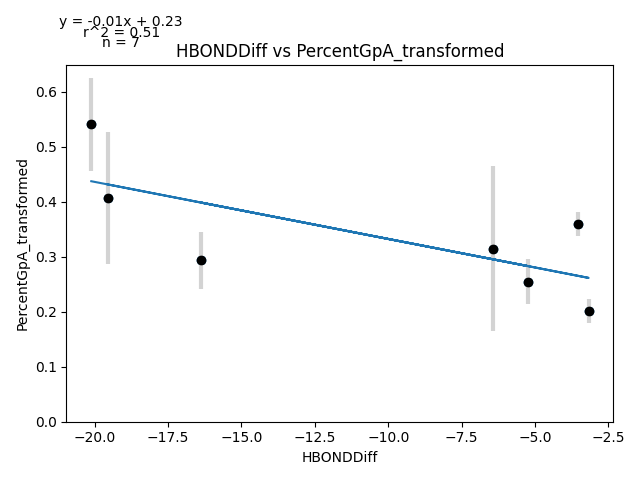 y = -0.01x + 0.23
r^2 = 0.51
n = 7
HBONDDiff vs PercentGpA_transformed
PercentGpA_transformed
0.6
0.5
0.4
0.3
0.2
0.1
0.0
−20.0 −17.5 −15.0 −12.5 −10.0 −7.5 −5.0 −2.5
HBONDDiff